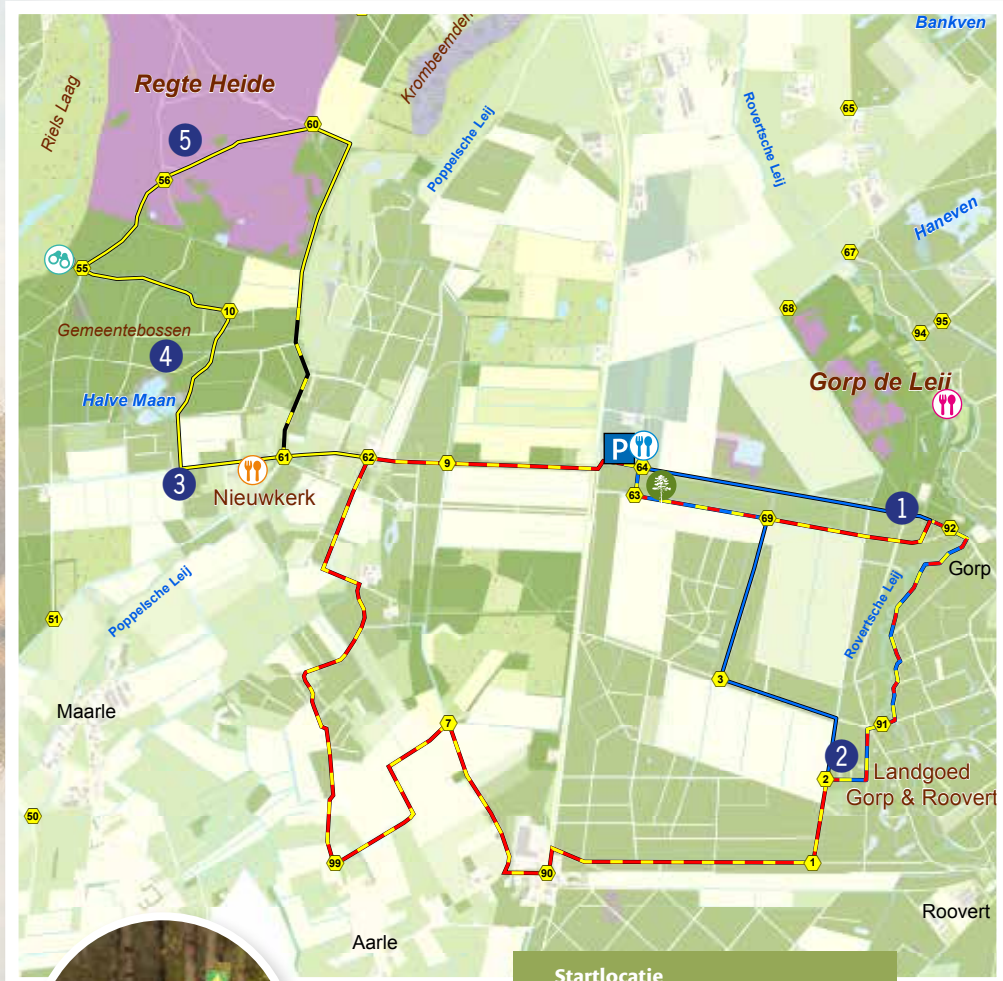 Bankven
Regte Heide
Krombeemden
Riels Laag
60
65
5
Poppelsche Leij
Rovertsche Leij
56
Haneven
67
55
10
68
95
94
Gemeentebossen
4
Gorp de Leij
Halve Maan
P
61
62
9
64
3
Nieuwkerk
63
1
69
92
Gorp
Poppelsche Leij
Rovertsche Leij
51
3
Maarle
7
91
2
2
Landgoed
Gorp & Roovert
50
99
90
1
Roovert
Aarle
Startlocatie